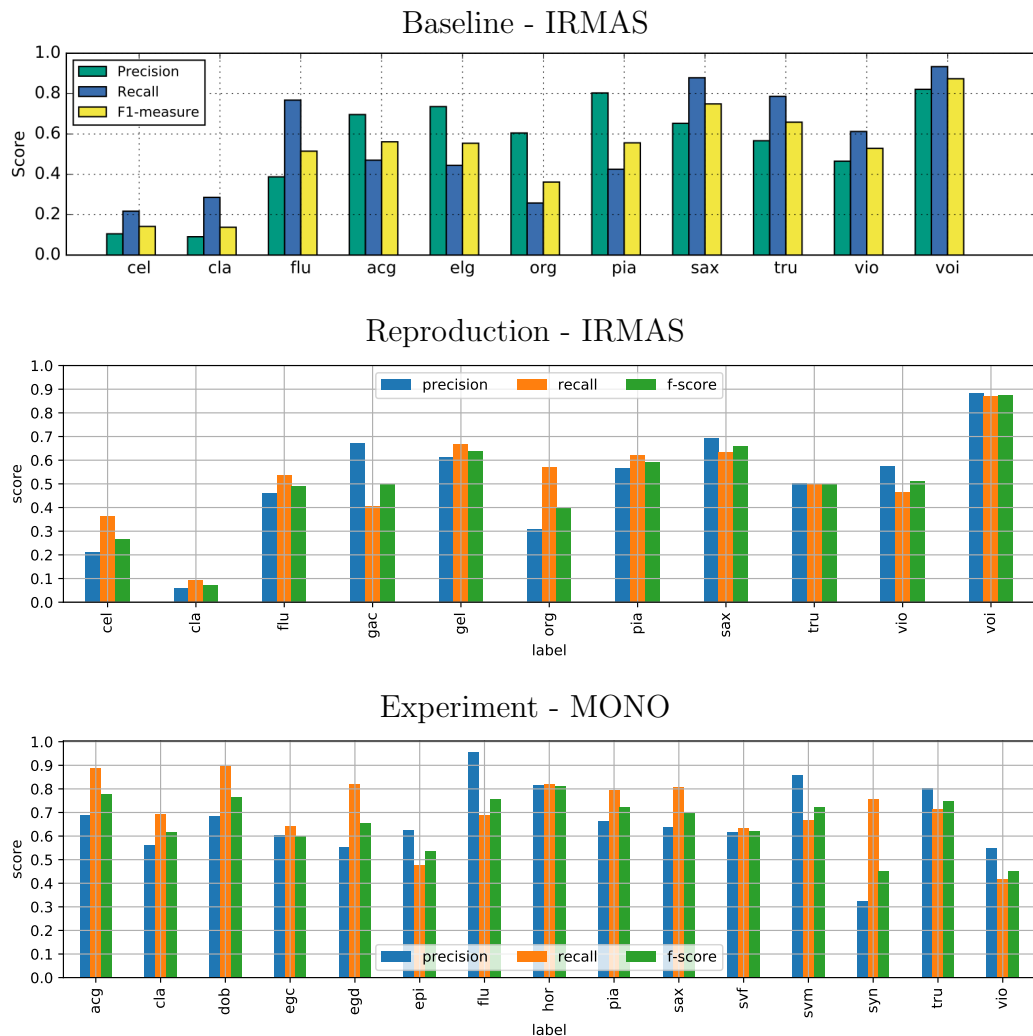 Baseline - IRMAS
1.0
0.8
0.6
0.4
0.2
0.0
Score
Precision
Recall
F1-measure
cel cla flu acg elg org pia sax tru vio voi
Reproduction - IRMAS
1.0
0.9
0.8
0.7
0.6
0.5
0.4
0.3
0.2
0.1
0.0
score
precision recall f-score
cel cla flu gac gel org pia sax tru vio voi
label
Experiment - MONO
1.0
0.9
0.8
0.7
0.6
0.5
0.4
0.3
0.2
0.1
0.0
score
precision recall f-score
acg cla dob egc egd epi flu hor pia sax svf svm syn tru vio
label